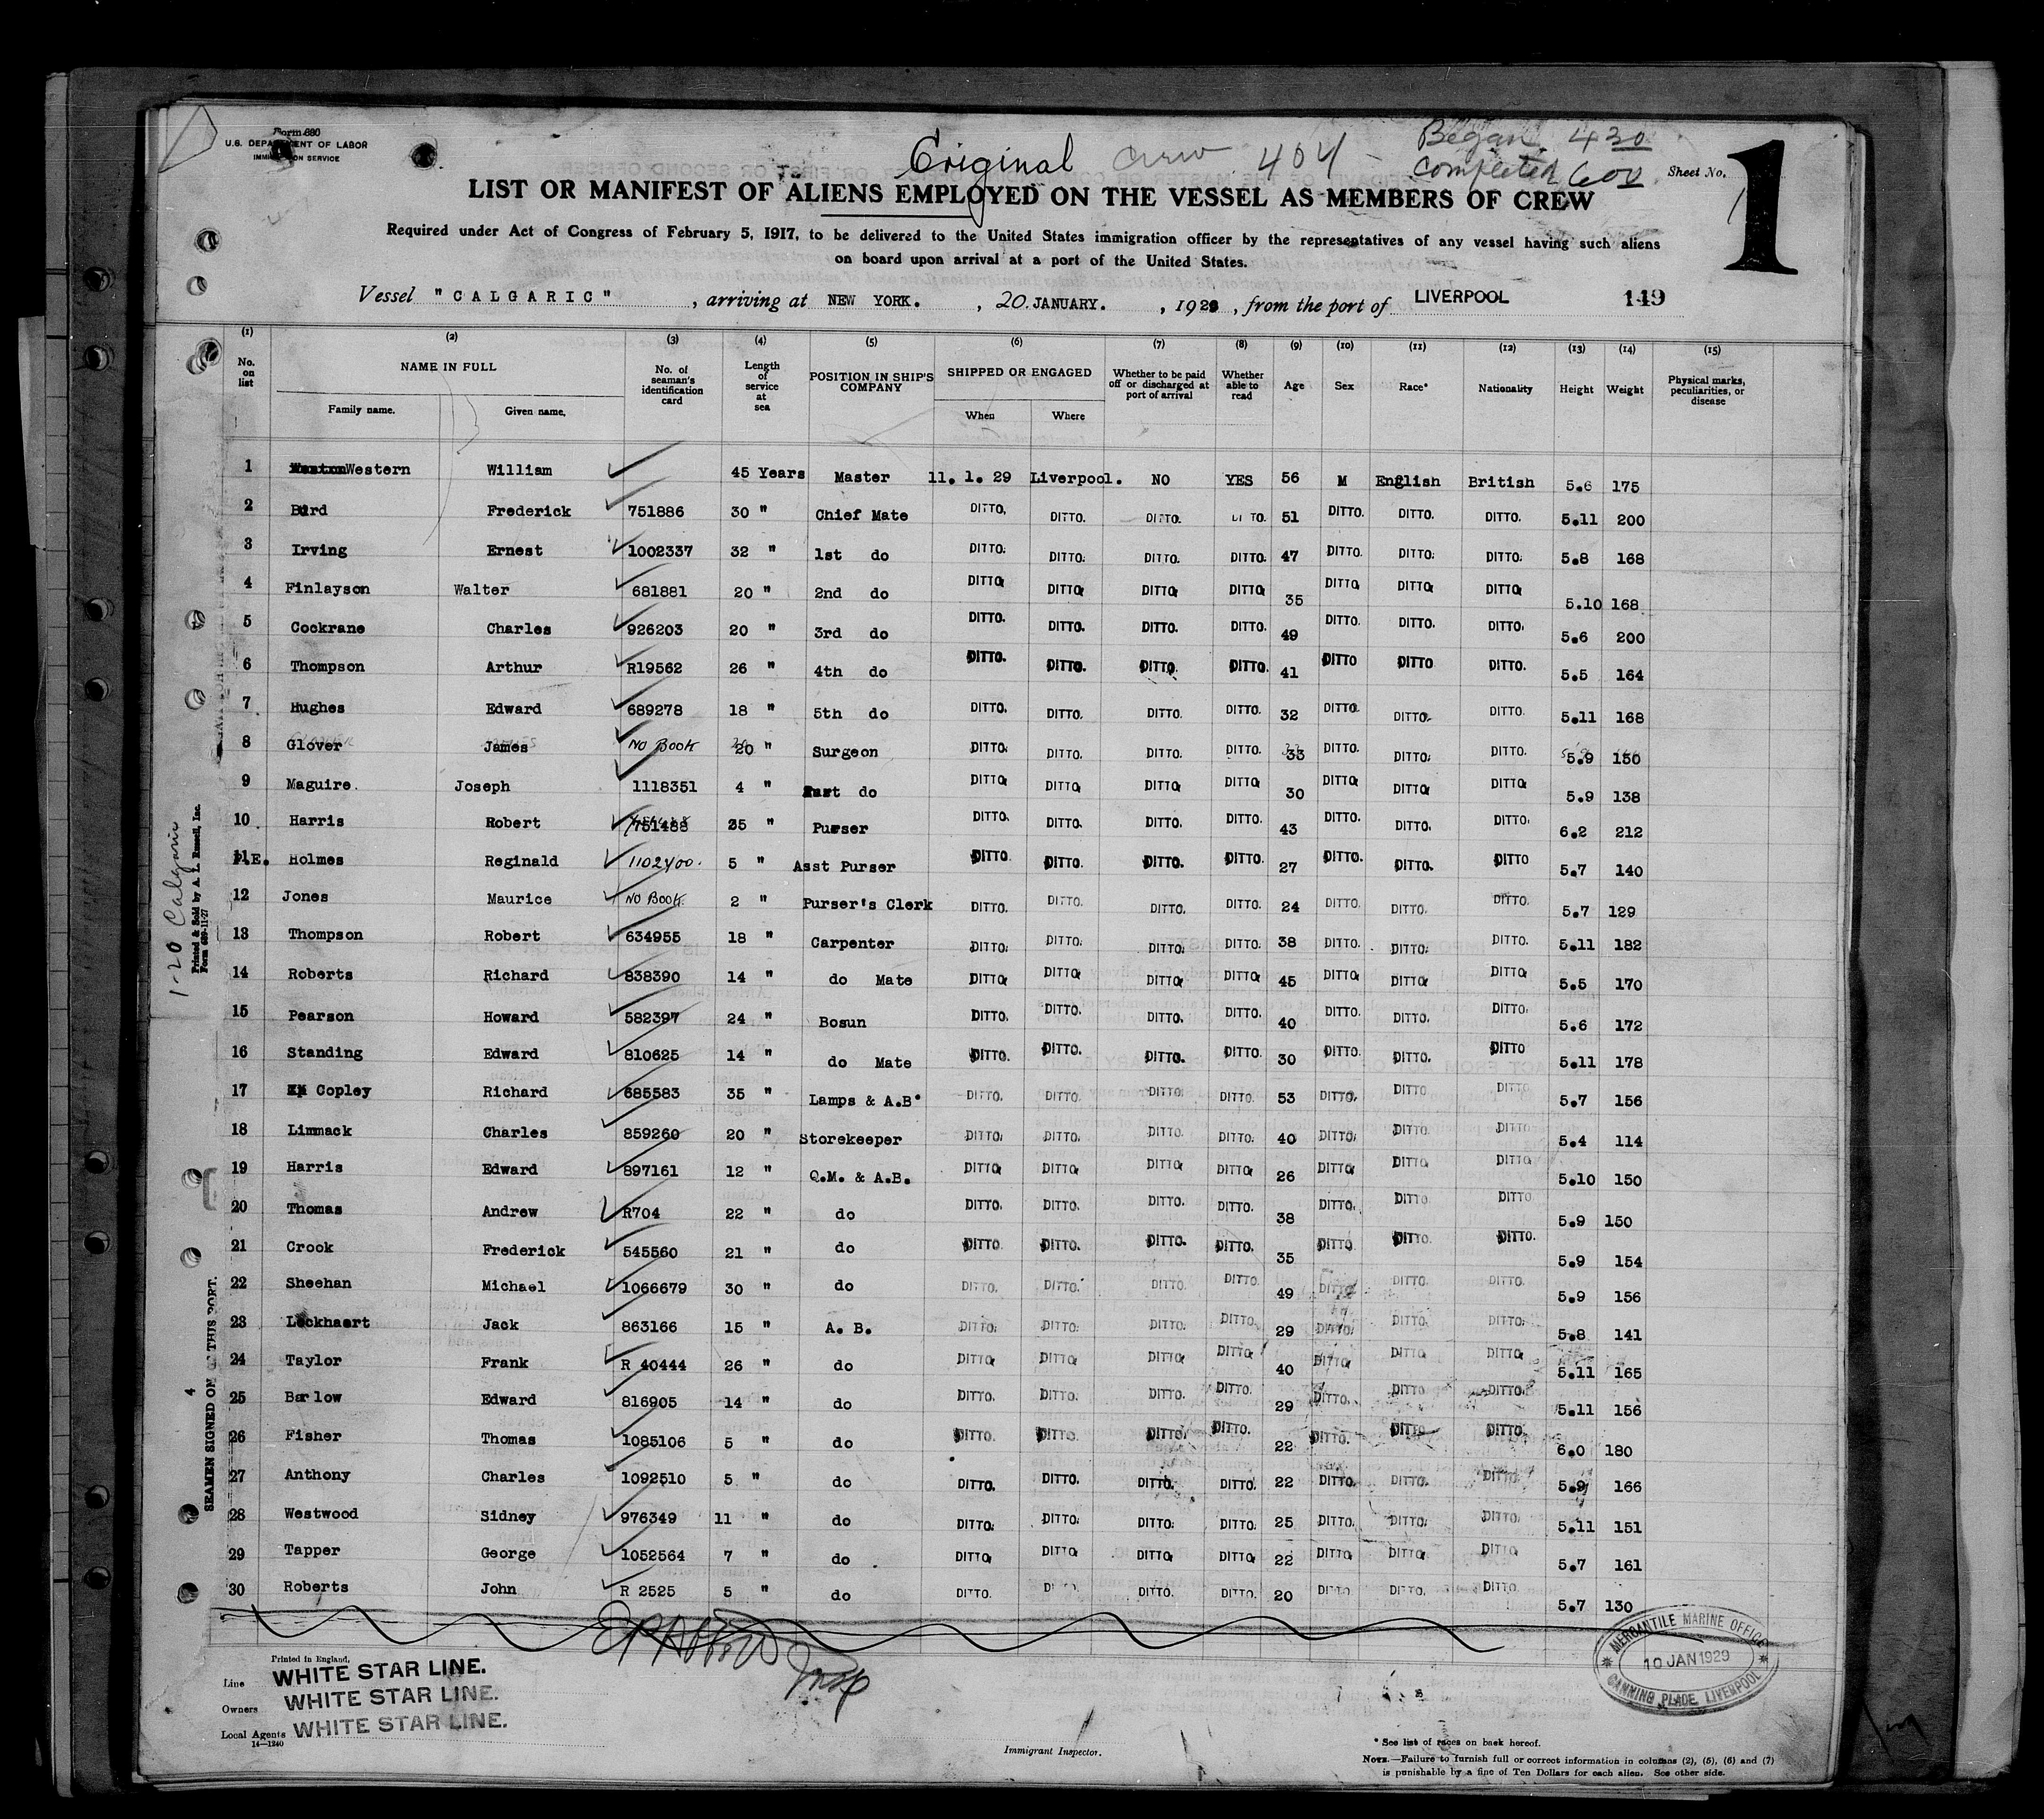 Form 680
U.S. DEPARTMENT OF LABOR
IMMIGRATION SERVICE
Original crew 404 -
Began 4 30
Completed 6 00
Sheet No. 1
LIST OR MANIFEST OF ALIENS EMPLOYED ON THE VESSEL AS MEMBERS OF CREW
Required under Act of Congress of February 5, 1917, to be delivered to the United States immigration officer by the representatives of any vessel having such aliens
on board upon arrival at a port of the United States.
Vessel "CALGARIC", arriving at NEW YORK., 20. JANUARY., 1929, from the port of LIVERPOOL 149
(1) (2) (3) (4) (5) (6) (7) (8) (9) (10) (11) (12) (13) (14) (15)
No. on list NAME IN FULL Family name. Given name. No. of seaman's identification card Length of service at sea POSITION IN SHIP'S COMPANY SHIPPED OR ENGAGED When Where Whether to be paid off or discharged at port of arrival Whether able to read Age Sex Race* Nationality Height Weight Physical marks, peculiarities, or disease
1 Western William 45 Years Master 11. 1. 29 Liverpool. NO YES 56 M English British 5.6 175
2 Bird Frederick 751886 30 " Chief Mate DITTO. DITTO. DITTO. DITTO. 51 DITTO. DITTO. DITTO. 5.11 200
3 Irving Ernest 1002337 32 " 1st do DITTO. DITTO. DITTO. DITTO. 47 DITTO. DITTO. DITTO. 5.8 168
4 Finlayson Walter 681881 20 " 2nd do DITTO DITTO DITTO DITTO 35 DITTO DITTO DITTO 5.10 168
5 Cockrane Charles 926203 20 " 3rd do DITTO. DITTO. DITTO. DITTO. 49 DITTO. DITTO. DITTO. 5.6 200
6 Thompson Arthur R19562 26 " 4th do DITTO. DITTO. DITTO. DITTO. 41 DITTO DITTO DITTO. 5.5 164
7 Hughes Edward 689278 18 " 5th do DITTO. DITTO. DITTO. DITTO. 32 DITTO. DITTO. DITTO. 5.11 168
8 Glover James NO BOOK 20 " Surgeon DITTO. DITTO. DITTO. DITTO. 33 DITTO. DITTO. DITTO. 5.9 150
9 Maguire. Joseph 1118351 4 " do DITTO DITTO DITTO DITTO 30 DITTO DITTO DITTO 5.9 138
10 Harris Robert 751488 25 " Purser DITTO. DITTO. DITTO. DITTO. 43 DITTO. DITTO. DITTO. 6.2 212
11 P.E. Holmes Reginald 1102400. 5 " Asst Purser DITTO. DITTO. DITTO. DITTO. 27 DITTO. DITTO. DITTO 5.7 140
12 Jones Maurice NO BOOK 2 " Purser's Clerk DITTO. DITTO. DITTO. DITTO. 24 DITTO. DITTO. DITTO. 5.7 129
13 Thompson Robert 634955 18 " Carpenter DITTO. DITTO. DITTO. DITTO. 38 DITTO. DITTO. DITTO. 5.11 182
14 Roberts Richard 838390 14 " do Mate DITTO DITTO DITTO DITTO 45 DITTO DITTO DITTO 5.5 170
15 Pearson Howard 582397 24 " Bosun DITTO. DITTO. DITTO. DITTO. 40 DITTO. DITTO. DITTO. 5.6 172
16 Standing Edward 810625 14 " do Mate DITTO. DITTO. DITTO. DITTO. 30 DITTO. DITTO. DITTO 5.11 178
17 Copley Richard 685583 35 " Lamps & A.B. DITTO. DITTO. DITTO. DITTO. 53 DITTO. DITTO DITTO 5.7 156
18 Limmack Charles 859260 20 " Storekeeper DITTO. DITTO. DITTO. DITTO. 40 DITTO. DITTO. DITTO. 5.4 114
19 Harris Edward 897161 12 " Q.M. & A.B. DITTO DITTO DITTO DITTO 26 DITTO DITTO DITTO 5.10 150
20 Thomas Andrew R704 22 " do DITTO. DITTO. DITTO. DITTO. 38 DITTO. DITTO. DITTO 5.9 150
21 Crook Frederick 545560 21 " do DITTO. DITTO. DITTO. DITTO. 35 DITTO. DITTO. DITTO. 5.9 154
22 Sheehan Michael 1066679 30 " do DITTO. DITTO. DITTO. DITTO. 49 DITTO DITTO. DITTO. 5.9 156
23 Lockhaert Jack 863166 15 " A. B. DITTO. DITTO. DITTO. DITTO. 29 DITTO. DITTO. DITTO. 5.8 141
24 Taylor Frank R 40444 26 " do DITTO DITTO DITTO DITTO 40 DITTO DITTO DITTO 5.11 165
25 Barlow Edward 816905 14 " do DITTO. DITTO. DITTO. DITTO. 29 DITTO. DITTO. DITTO. 5.11 156
26 Fisher Thomas 1085106 5 " do DITTO. DITTO. DITTO. DITTO. 22 DITTO. DITTO. DITTO. 6.0 180
27 Anthony Charles 1092510 5 " do DITTO. DITTO. DITTO. DITTO. 22 DITTO. DITTO. DITTO. 5.9 166
28 Westwood Sidney 976349 11 " do DITTO. DITTO. DITTO. DITTO. 25 DITTO. DITTO. DITTO. 5.11 151
29 Tapper George 1052564 7 " do DITTO DITTO DITTO DITTO 22 DITTO DITTO DITTO 5.7 161
30 Roberts John R 2525 5 " do DITTO. DITTO. DITTO. 20 DITTO. DITTO. DITTO. 5.7 130
1-20 Calgaric
Printed & Sold by A. L. Russell, Inc.
Form 689-11-27
4
SEAMEN SIGNED ON AT THIS PORT.
Printed in England.
Line WHITE STAR LINE.
Owners WHITE STAR LINE.
Local Agents WHITE STAR LINE.
14-1240
Insp
Immigrant Inspector.
MERCANTILE MARINE OFFICE
10 JAN 1929
CANNING PLACE, LIVERPOOL
* See list of races on back hereof.
NOTE.—Failure to furnish full or correct information in columns (2), (5), (6) and (7)
is punishable by a fine of Ten Dollars for each alien. See other side.